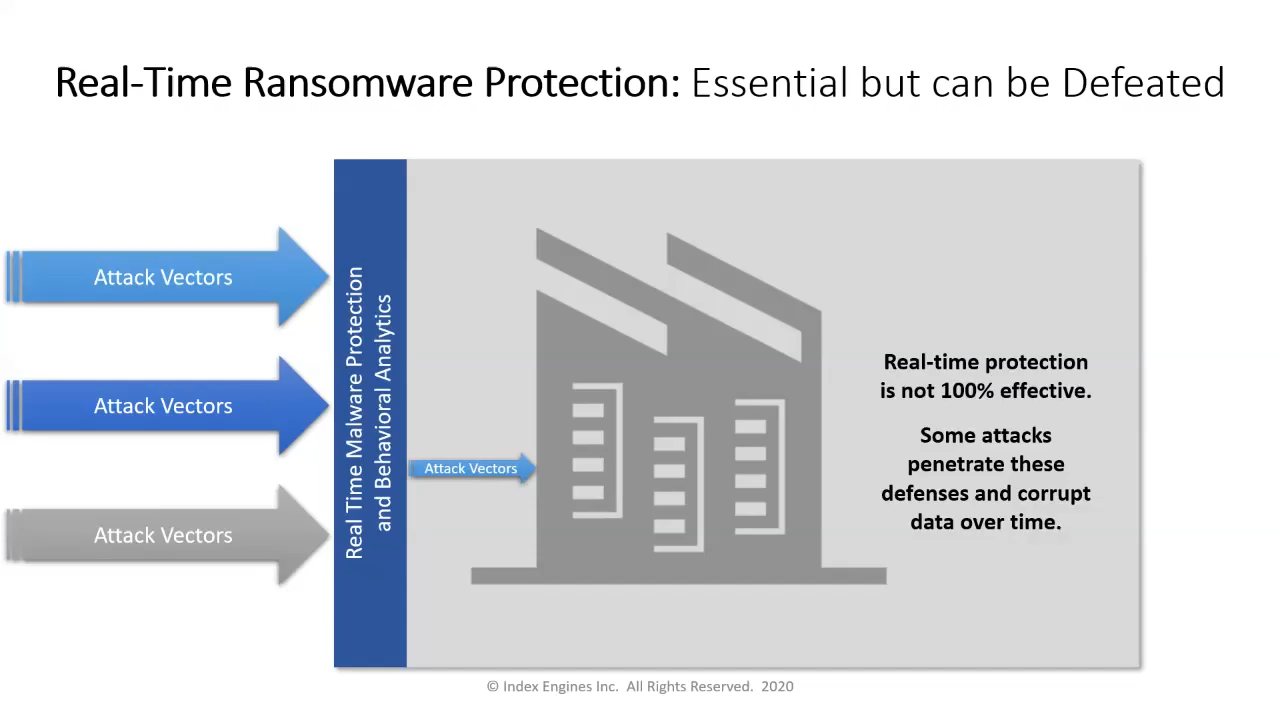 Real-Time Ransomware Protection: Essential but can be Defeated
Attack Vectors
Attack Vectors
Attack Vectors
Real Time Malware Protection
and Behavioral Analytics
Attack Vectors
Real-time protection
is not 100% effective.
Some attacks
penetrate these
defenses and corrupt
data over time.
© Index Engines Inc.  All Rights Reserved.  2020